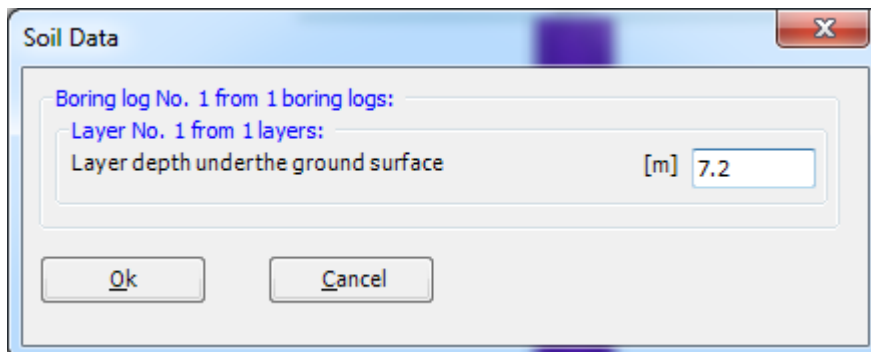 Soil Data
Boring log No. 1 from 1 boring logs:
Layer No. 1 from 1 layers:
Layer depth underthe ground surface [m] 7.2
Ok Cancel